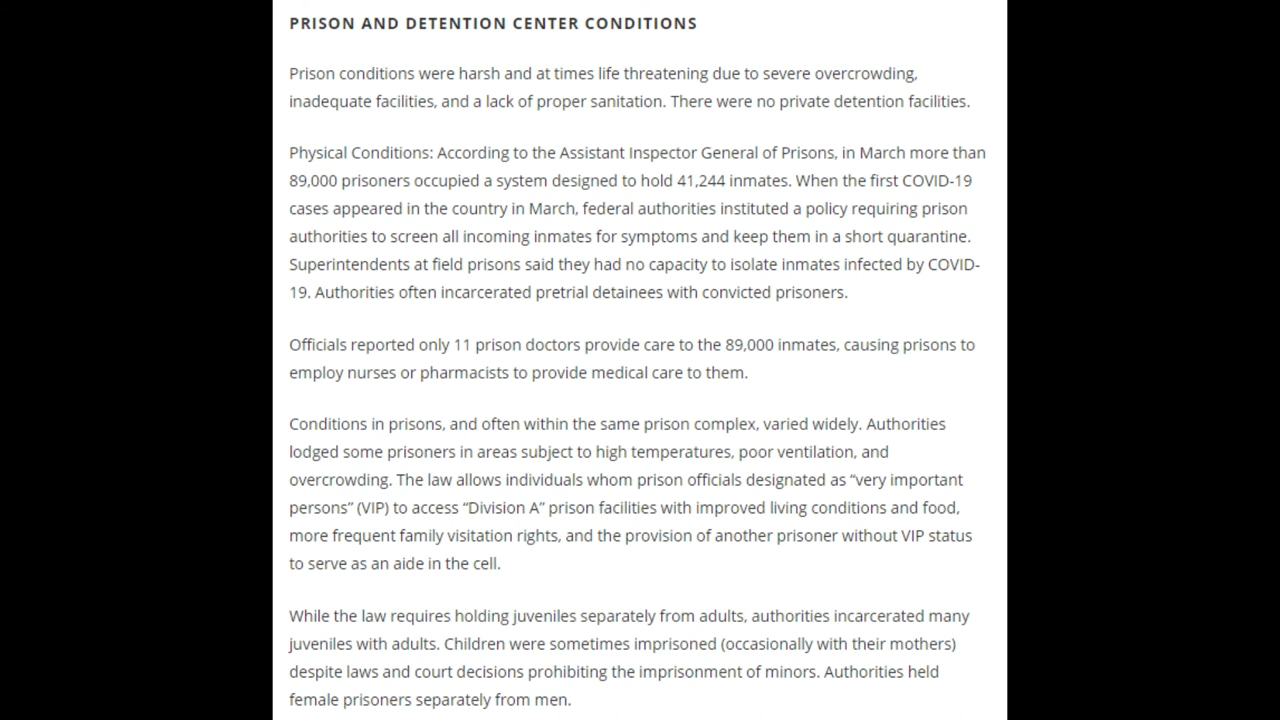 PRISON AND DETENTION CENTER CONDITIONS
Prison conditions were harsh and at times life threatening due to severe overcrowding,
inadequate facilities, and a lack of proper sanitation. There were no private detention facilities.
Physical Conditions: According to the Assistant Inspector General of Prisons, in March more than
89,000 prisoners occupied a system designed to hold 41,244 inmates. When the first COVID-19
cases appeared in the country in March, federal authorities instituted a policy requiring prison
authorities to screen all incoming inmates for symptoms and keep them in a short quarantine.
Superintendents at field prisons said they had no capacity to isolate inmates infected by COVID-
19. Authorities often incarcerated pretrial detainees with convicted prisoners.
Officials reported only 11 prison doctors provide care to the 89,000 inmates, causing prisons to
employ nurses or pharmacists to provide medical care to them.
Conditions in prisons, and often within the same prison complex, varied widely. Authorities
lodged some prisoners in areas subject to high temperatures, poor ventilation, and
overcrowding. The law allows individuals whom prison officials designated as “very important
persons” (VIP) to access “Division A” prison facilities with improved living conditions and food,
more frequent family visitation rights, and the provision of another prisoner without VIP status
to serve as an aide in the cell.
While the law requires holding juveniles separately from adults, authorities incarcerated many
juveniles with adults. Children were sometimes imprisoned (occasionally with their mothers)
despite laws and court decisions prohibiting the imprisonment of minors. Authorities held
female prisoners separately from men.